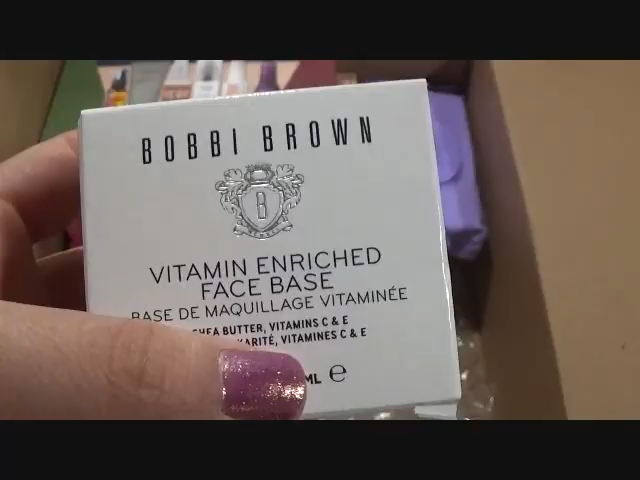 BOBBI BROWN
B
VITAMIN ENRICHED
FACE BASE
BASE DE MAQUILLAGE VITAMINÉE
SHEA BUTTER, VITAMINS C & E
KARITÉ, VITAMINES C & E
ML e